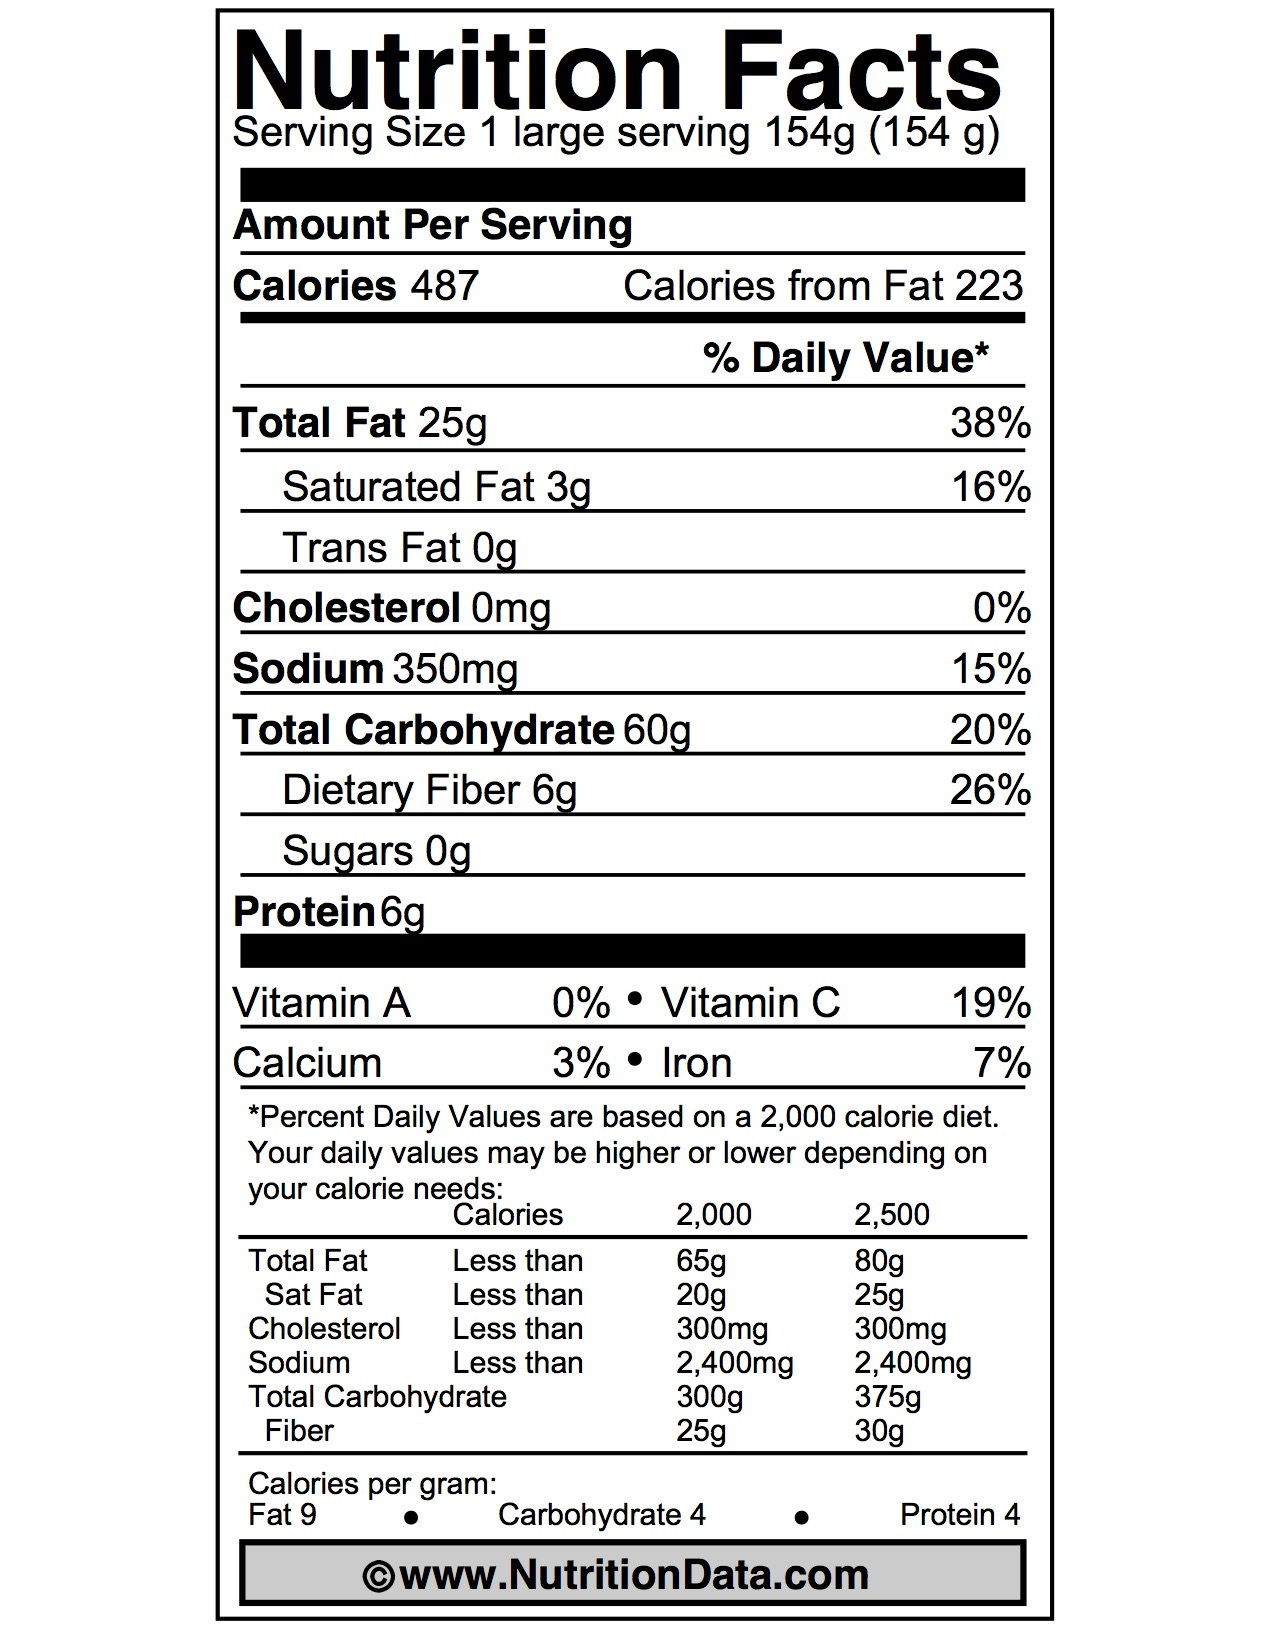 Nutrition Facts
Serving Size 1 large serving 154g (154 g)
Amount Per Serving
Calories 487 Calories from Fat 223
% Daily Value*
Total Fat 25g 38%
Saturated Fat 3g 16%
Trans Fat 0g
Cholesterol 0mg 0%
Sodium 350mg 15%
Total Carbohydrate 60g 20%
Dietary Fiber 6g 26%
Sugars 0g
Protein 6g
Vitamin A 0% • Vitamin C 19%
Calcium 3% • Iron 7%
*Percent Daily Values are based on a 2,000 calorie diet.
Your daily values may be higher or lower depending on
your calorie needs:
Calories 2,000 2,500
Total Fat Less than 65g 80g
Sat Fat Less than 20g 25g
Cholesterol Less than 300mg 300mg
Sodium Less than 2,400mg 2,400mg
Total Carbohydrate 300g 375g
Fiber 25g 30g
Calories per gram:
Fat 9 • Carbohydrate 4 • Protein 4
©www.NutritionData.com